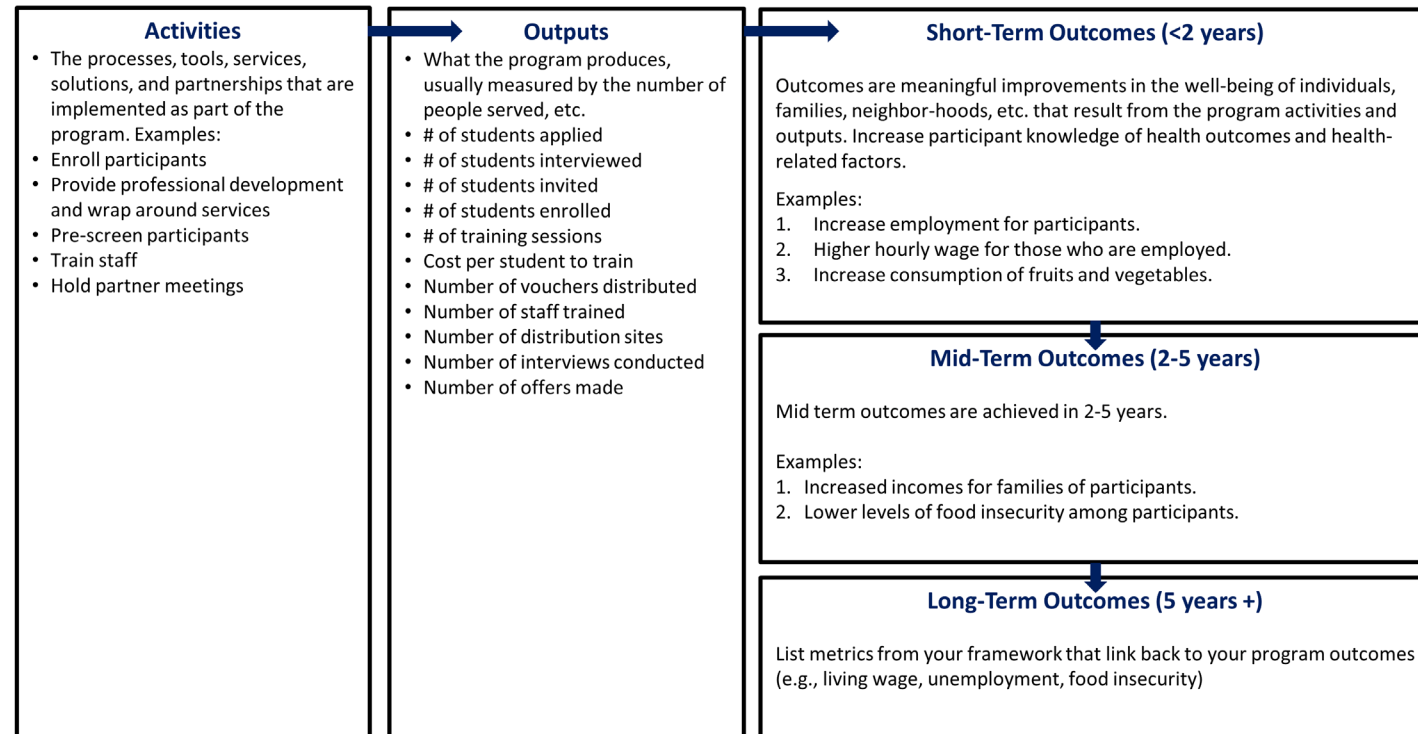 Activities
• The processes, tools, services,
solutions, and partnerships that are
implemented as part of the
program. Examples:
• Enroll participants
• Provide professional development
and wrap around services
• Pre-screen participants
• Train staff
• Hold partner meetings
Outputs
• What the program produces,
usually measured by the number of
people served, etc.
• # of students applied
• # of students interviewed
• # of students invited
• # of students enrolled
• # of training sessions
• Cost per student to train
• Number of vouchers distributed
• Number of staff trained
• Number of distribution sites
• Number of interviews conducted
• Number of offers made
Short-Term Outcomes (<2 years)
Outcomes are meaningful improvements in the well-being of individuals,
families, neighbor-hoods, etc. that result from the program activities and
outputs. Increase participant knowledge of health outcomes and health-
related factors.
Examples:
1. Increase employment for participants.
2. Higher hourly wage for those who are employed.
3. Increase consumption of fruits and vegetables.
Mid-Term Outcomes (2-5 years)
Mid term outcomes are achieved in 2-5 years.
Examples:
1. Increased incomes for families of participants.
2. Lower levels of food insecurity among participants.
Long-Term Outcomes (5 years +)
List metrics from your framework that link back to your program outcomes
(e.g., living wage, unemployment, food insecurity)